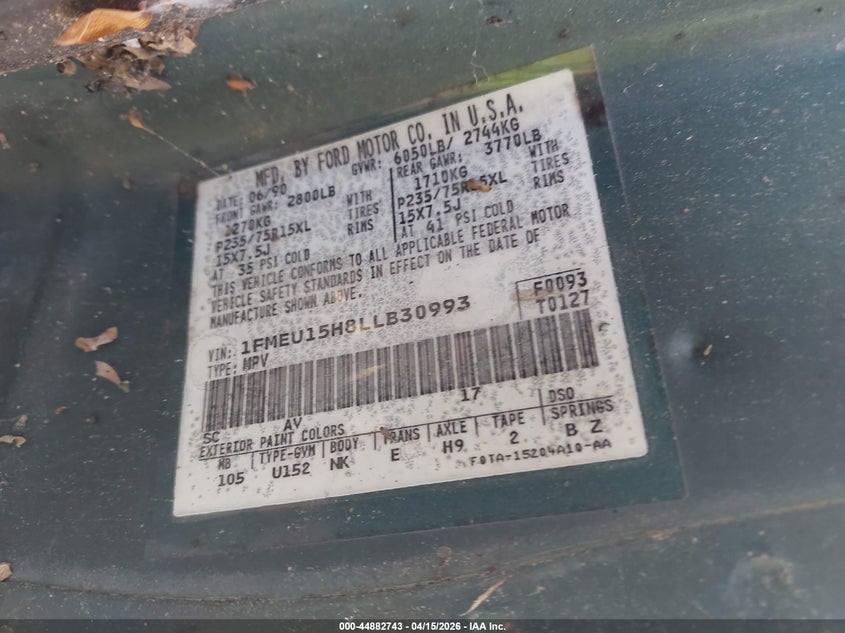 MFD. BY FORD MOTOR CO. IN U.S.A.
DATE: 06/90 GVWR: 6050LB/ 2744KG
FRONT GAWR: 2800LB REAR GAWR: 3770LB
1270KG WITH 1710KG WITH
P235/75R15XL TIRES P235/75R15XL TIRES
15X7.5J RIMS 15X7.5J RIMS
AT 35 PSI COLD AT 41 PSI COLD
THIS VEHICLE CONFORMS TO ALL APPLICABLE FEDERAL MOTOR
VEHICLE SAFETY STANDARDS IN EFFECT ON THE DATE OF
MANUFACTURE SHOWN ABOVE.
F0093
VIN: 1FMEU15H8LLB30993 T0127
TYPE: MPV
SC AV 17
EXTERIOR PAINT COLORS DSO
WB TYPE-GVM BODY TRANS AXLE TAPE SPRINGS
105 U152 NK E H9 2 B Z
F0TA-15204A10-AA
000-44882743 - 04/15/2026 - IAA Inc.